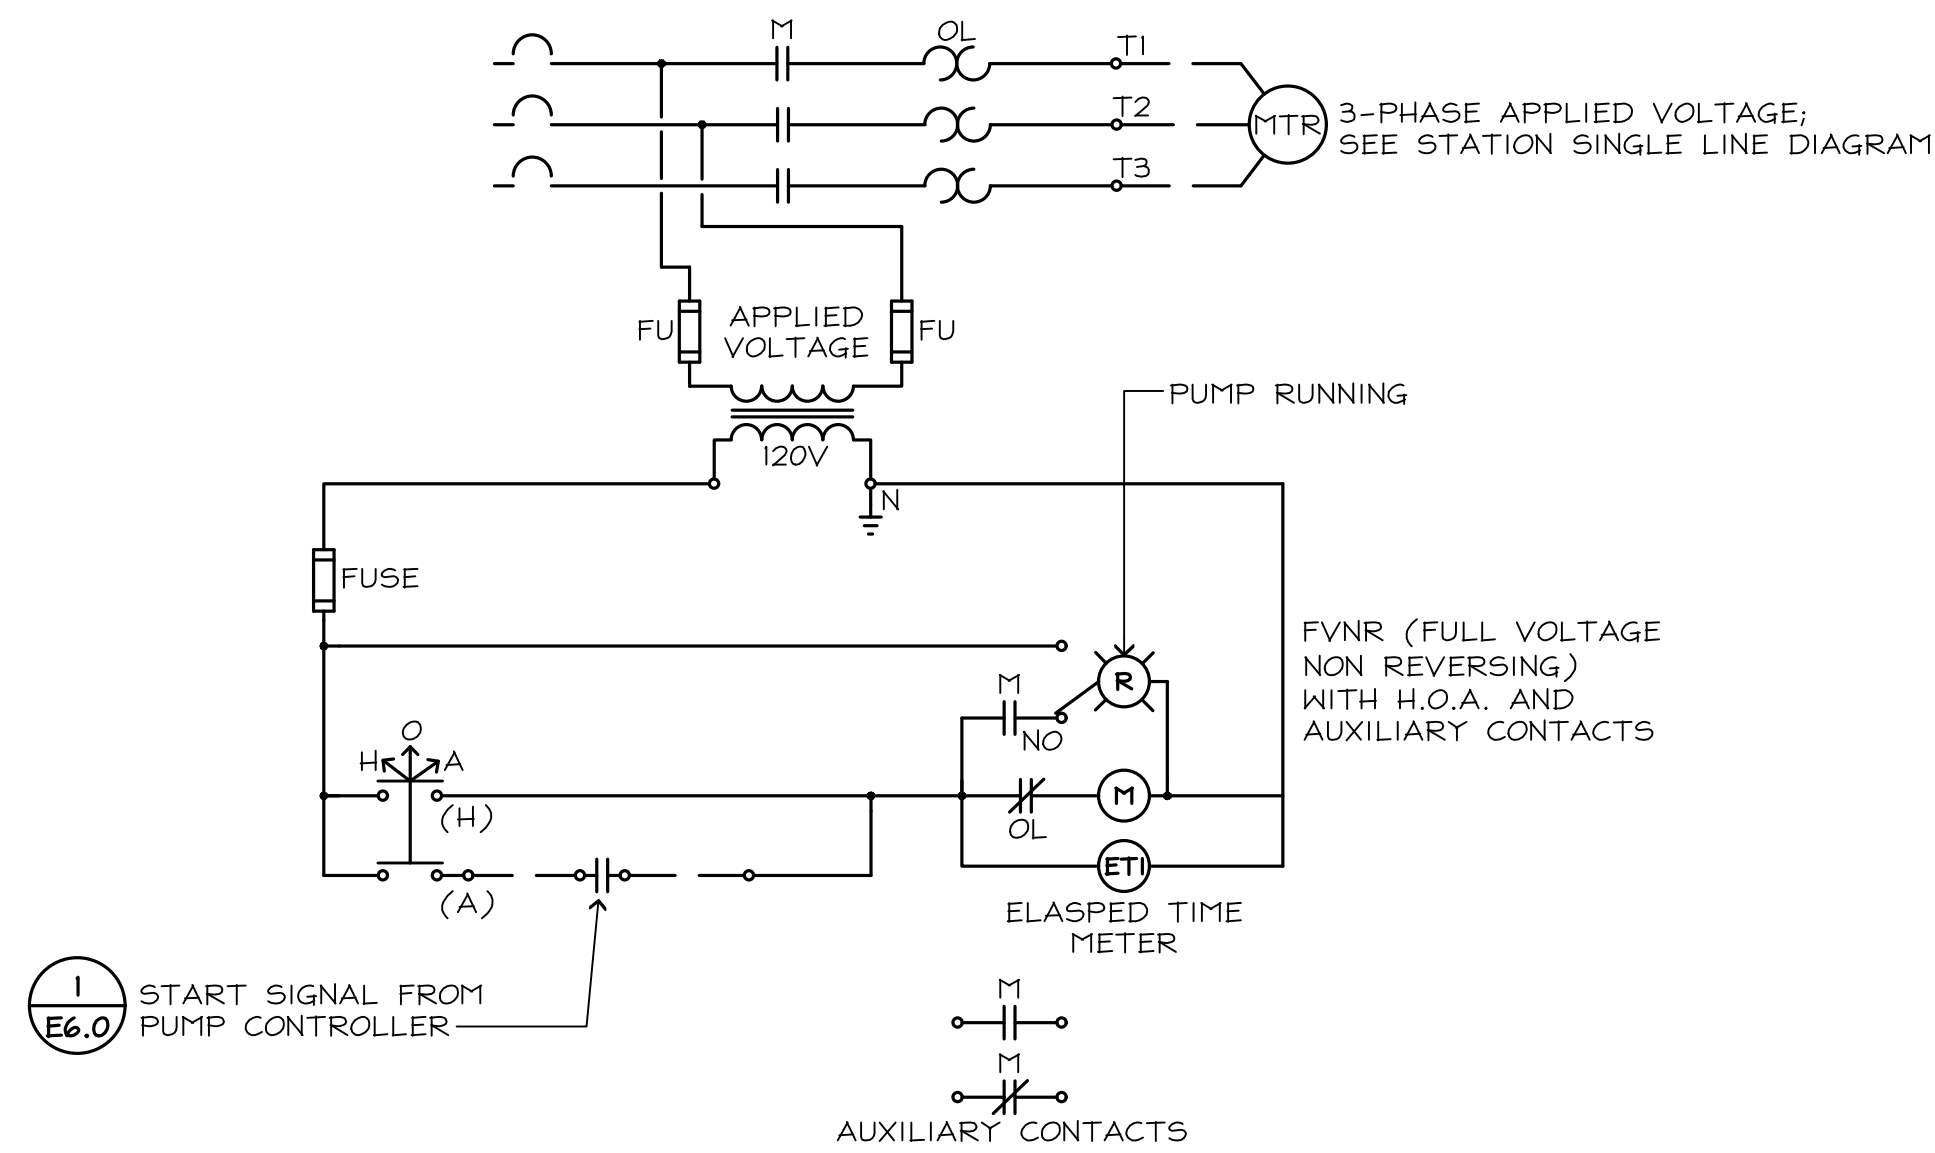 M
OL
T1
T2
T3
MTR
3-PHASE APPLIED VOLTAGE;
SEE STATION SINGLE LINE DIAGRAM
FU
APPLIED
VOLTAGE
FU
120V
N
PUMP RUNNING
FUSE
FVNR (FULL VOLTAGE
NON REVERSING)
WITH H.O.A. AND
AUXILIARY CONTACTS
R
M
NO
O
H
A
(H)
OL
M
(A)
ETI
ELASPED TIME
METER
1
E6.0
START SIGNAL FROM
PUMP CONTROLLER
M
M
AUXILIARY CONTACTS